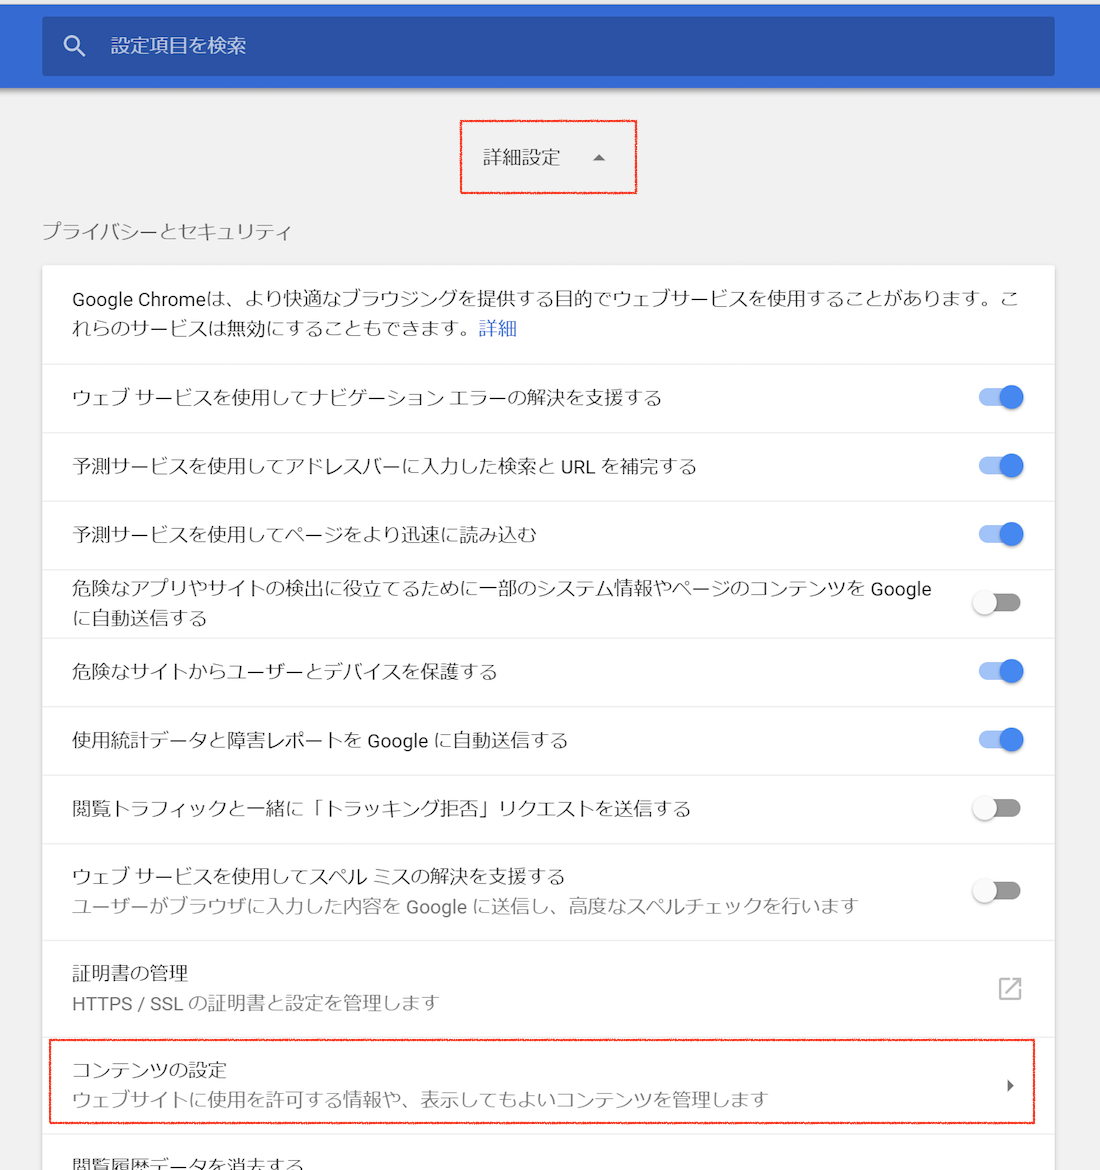 設定項目を検索
詳細設定
プライバシーとセキュリティ
Google Chromeは、より快適なブラウジングを提供する目的でウェブサービスを使用することがあります。こ
れらのサービスは無効にすることもできます。詳細
ウェブ サービスを使用してナビゲーション エラーの解決を支援する
予測サービスを使用してアドレスバーに入力した検索と URL を補完する
予測サービスを使用してページをより迅速に読み込む
危険なアプリやサイトの検出に役立てるために一部のシステム情報やページのコンテンツを Google
に自動送信する
危険なサイトからユーザーとデバイスを保護する
使用統計データと障害レポートを Google に自動送信する
閲覧トラフィックと一緒に「トラッキング拒否」リクエストを送信する
ウェブ サービスを使用してスペル ミスの解決を支援する
ユーザーがブラウザに入力した内容を Google に送信し、高度なスペルチェックを行います
証明書の管理
HTTPS / SSL の証明書と設定を管理します
コンテンツの設定
ウェブサイトに使用を許可する情報や、表示してもよいコンテンツを管理します
閲覧履歴データを消去する